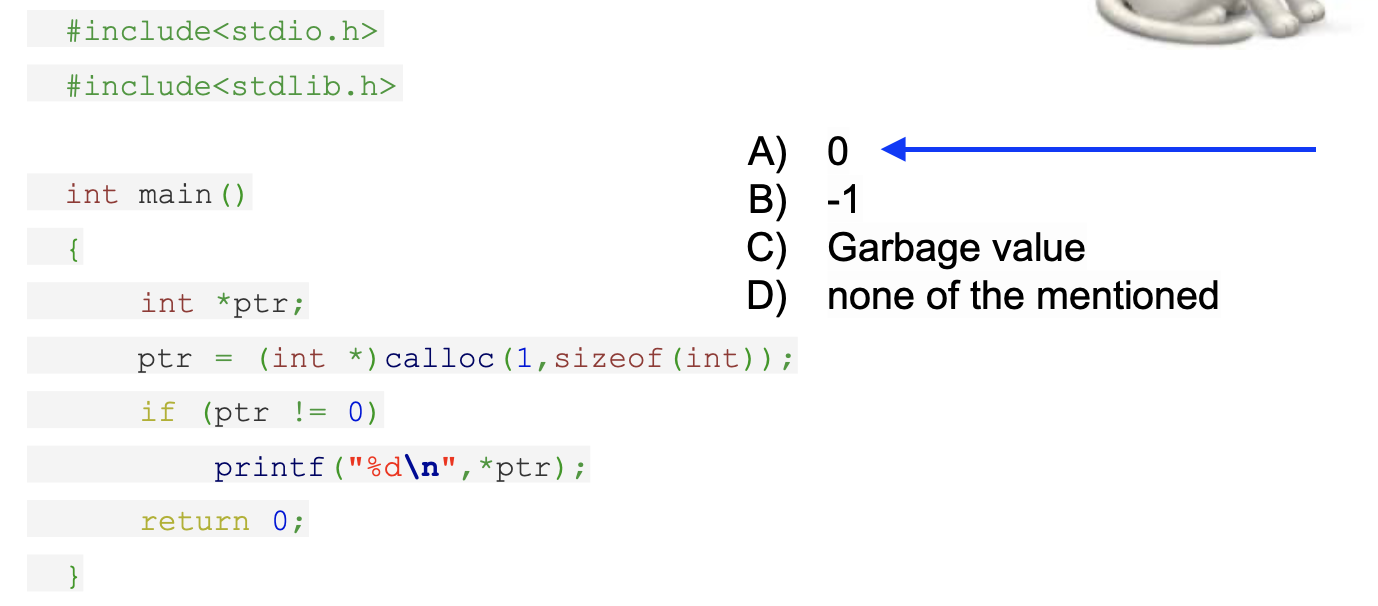 #include<stdio.h>
#include<stdlib.h>
int main()
{
int *ptr;
ptr = (int *)calloc(1,sizeof(int));
if (ptr != 0)
printf("%d\n",*ptr);
return 0;
}
A) 0
B) -1
C) Garbage value
D) none of the mentioned